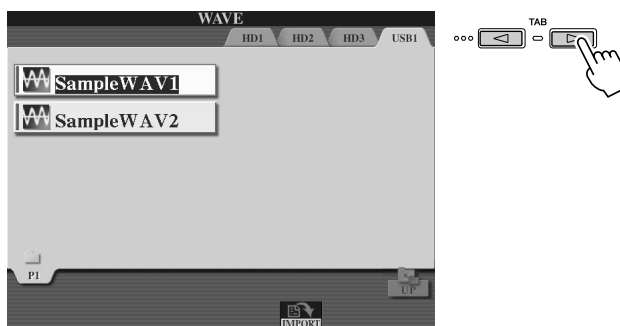 WAVE
HD1 HD2 HD3 USB1
TAB
SampleWAV1
SampleWAV2
P1
UP
IMPORT